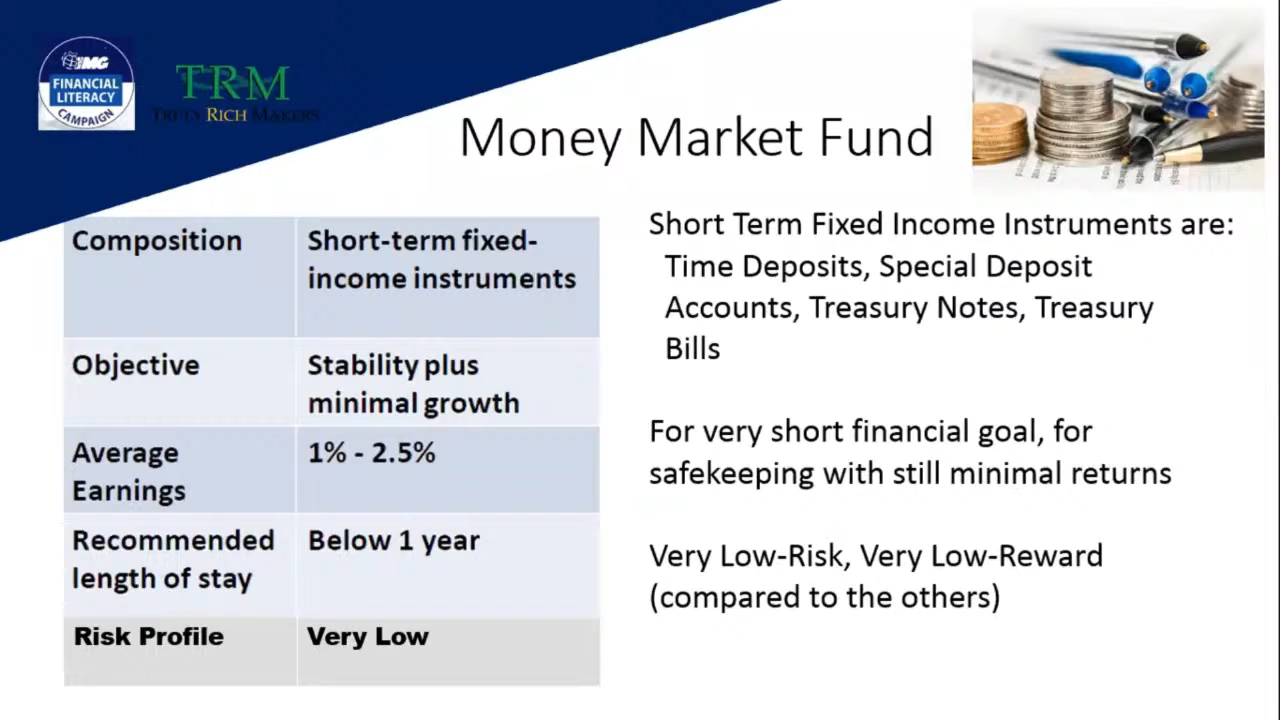 IMG
FINANCIAL
LITERACY
CAMPAIGN
TRM
TRULY RICH MAKERS
Money Market Fund
Composition
Short-term fixed-
income instruments
Objective
Stability plus
minimal growth
Average
Earnings
1% - 2.5%
Recommended
length of stay
Below 1 year
Risk Profile
Very Low
Short Term Fixed Income Instruments are:
Time Deposits, Special Deposit
Accounts, Treasury Notes, Treasury
Bills
For very short financial goal, for
safekeeping with still minimal returns
Very Low-Risk, Very Low-Reward
(compared to the others)